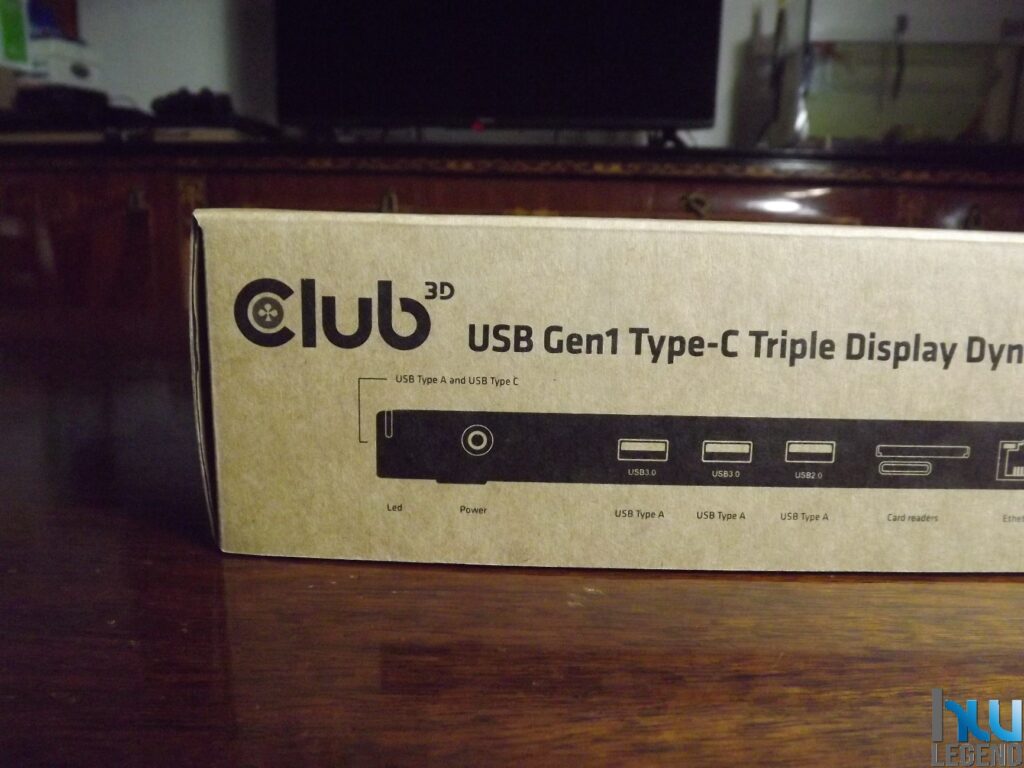 Club 3D
USB Gen1 Type-C Triple Display Dyn
USB Type A and USB Type C
USB3.0 USB3.0 USB2.0
Led Power USB Type A USB Type A USB Type A Card readers Ethe
LEGEND